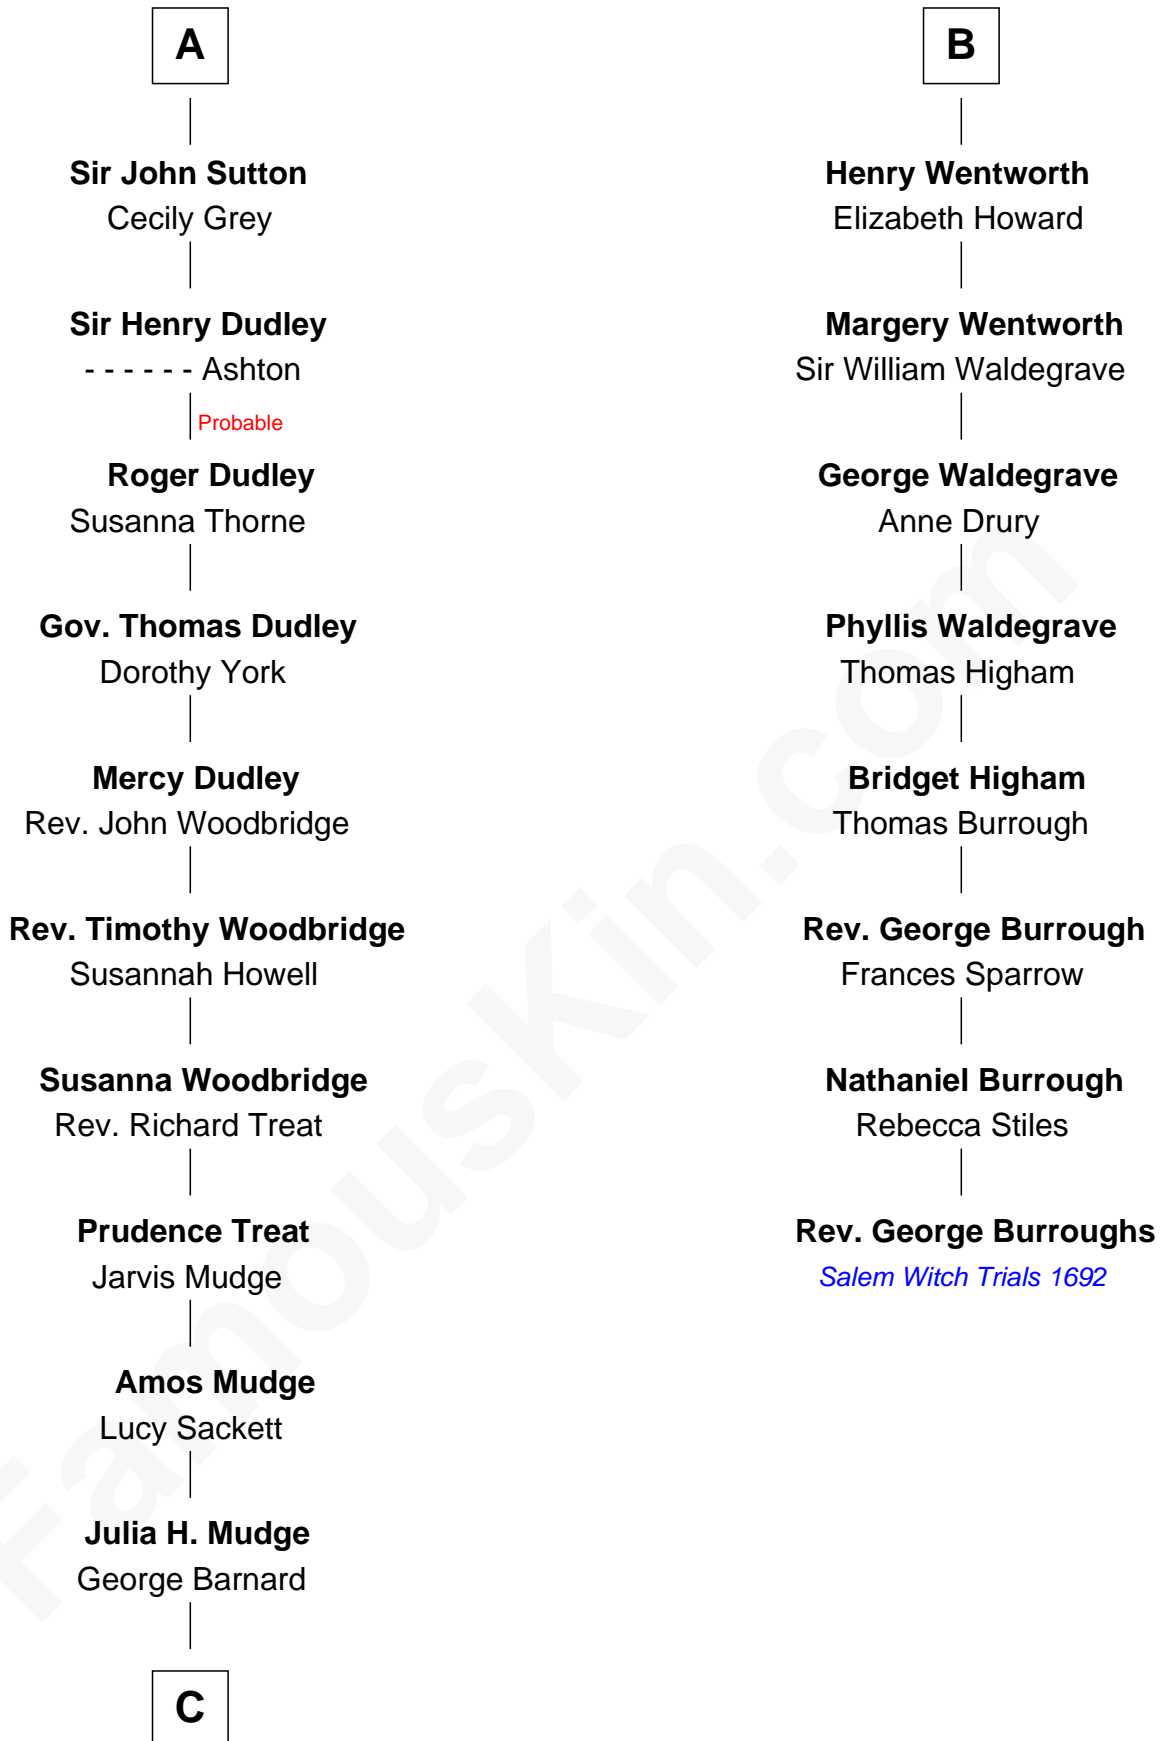 A
Sir John Sutton
Cecily Grey
Sir Henry Dudley
- - - - - - Ashton
Probable
Roger Dudley
Susanna Thorne
Gov. Thomas Dudley
Dorothy York
Mercy Dudley
Rev. John Woodbridge
Rev. Timothy Woodbridge
Susannah Howell
Susanna Woodbridge
Rev. Richard Treat
Prudence Treat
Jarvis Mudge
Amos Mudge
Lucy Sackett
Julia H. Mudge
George Barnard
C
B
Henry Wentworth
Elizabeth Howard
Margery Wentworth
Sir William Waldegrave
George Waldegrave
Anne Drury
Phyllis Waldegrave
Thomas Higham
Bridget Higham
Thomas Burrough
Rev. George Burrough
Frances Sparrow
Nathaniel Burrough
Rebecca Stiles
Rev. George Burroughs
Salem Witch Trials 1692
FamousKin.com